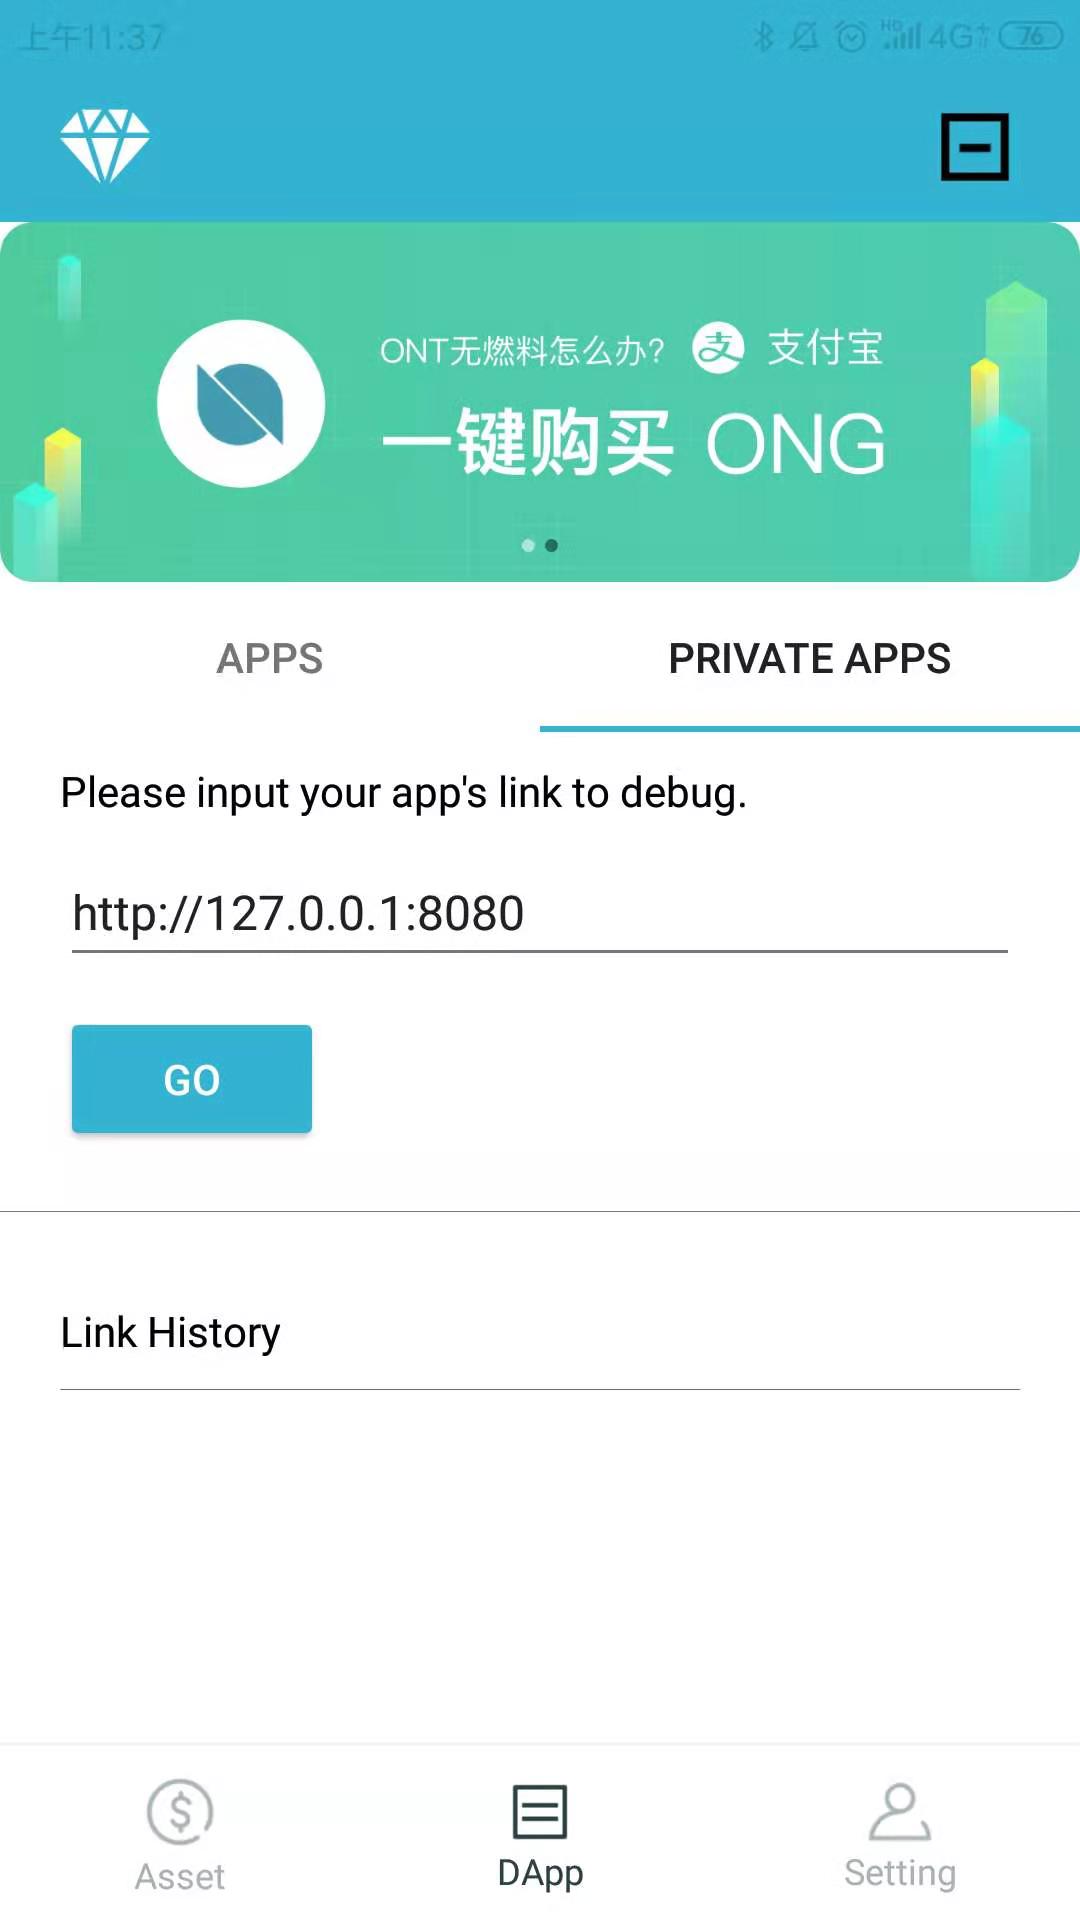 上午11:37
HD 4G+ 76
ONT无燃料怎么办? 支 支付宝
一键购买 ONG
APPS PRIVATE APPS
Please input your app's link to debug.
http://127.0.0.1:8080
GO
Link History
Asset DApp Setting